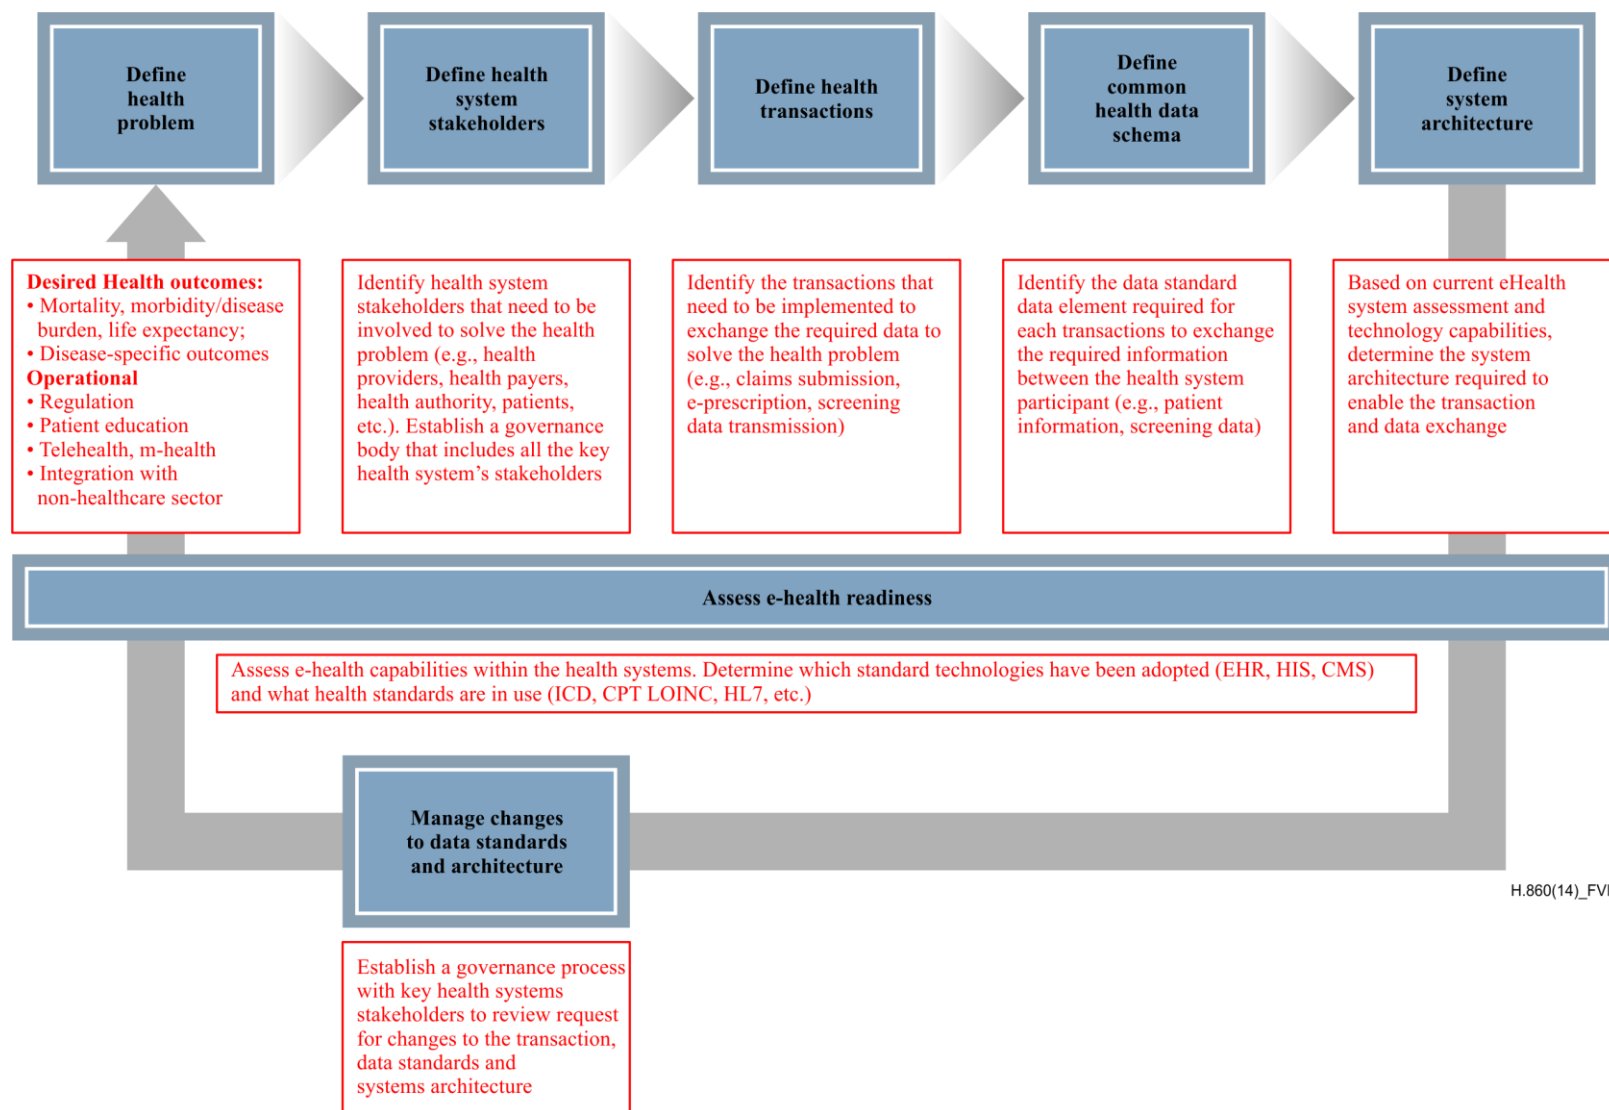 Define
health
problem
Define health
system
stakeholders
Define health
transactions
Define
common
health data
schema
Define
system
architecture
Desired Health outcomes:
• Mortality, morbidity/disease
burden, life expectancy;
• Disease-specific outcomes
Operational
• Regulation
• Patient education
• Telehealth, m-health
• Integration with
non-healthcare sector
Identify health system
stakeholders that need to be
involved to solve the health
problem (e.g., health
providers, health payers,
health authority, patients,
etc.). Establish a governance
body that includes all the key
health system’s stakeholders
Identify the transactions that
need to be implemented to
exchange the required data to
solve the health problem
(e.g., claims submission,
e-prescription, screening
data transmission)
Identify the data standard
data element required for
each transactions to exchange
the required information
between the health system
participant (e.g., patient
information, screening data)
Based on current eHealth
system assessment and
technology capabilities,
determine the system
architecture required to
enable the transaction
and data exchange
Assess e-health readiness
Assess e-health capabilities within the health systems. Determine which standard technologies have been adopted (EHR, HIS, CMS)
and what health standards are in use (ICD, CPT LOINC, HL7, etc.)
Manage changes
to data standards
and architecture
H.860(14)_FVI
Establish a governance process
with key health systems
stakeholders to review request
for changes to the transaction,
data standards and
systems architecture